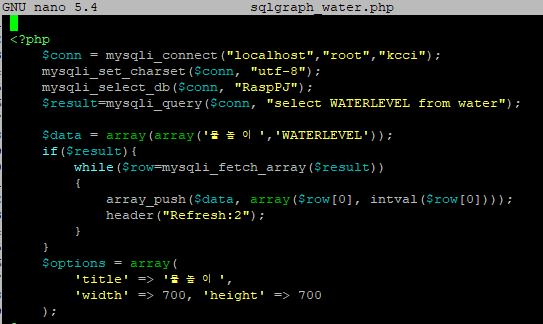 GNU nano 5.4 sqlgraph_water.php
<?php
$conn = mysqli_connect("localhost","root","kcci");
mysqli_set_charset($conn, "utf-8");
mysqli_select_db($conn, "RaspPJ");
$result=mysqli_query($conn, "select WATERLEVEL from water");
$data = array(array('물 높 이 ','WATERLEVEL'));
if($result){
while($row=mysqli_fetch_array($result))
{
array_push($data, array($row[0], intval($row[0])));
header("Refresh:2");
}
}
$options = array(
'title' => '물 높 이 ',
'width' => 700, 'height' => 700
);